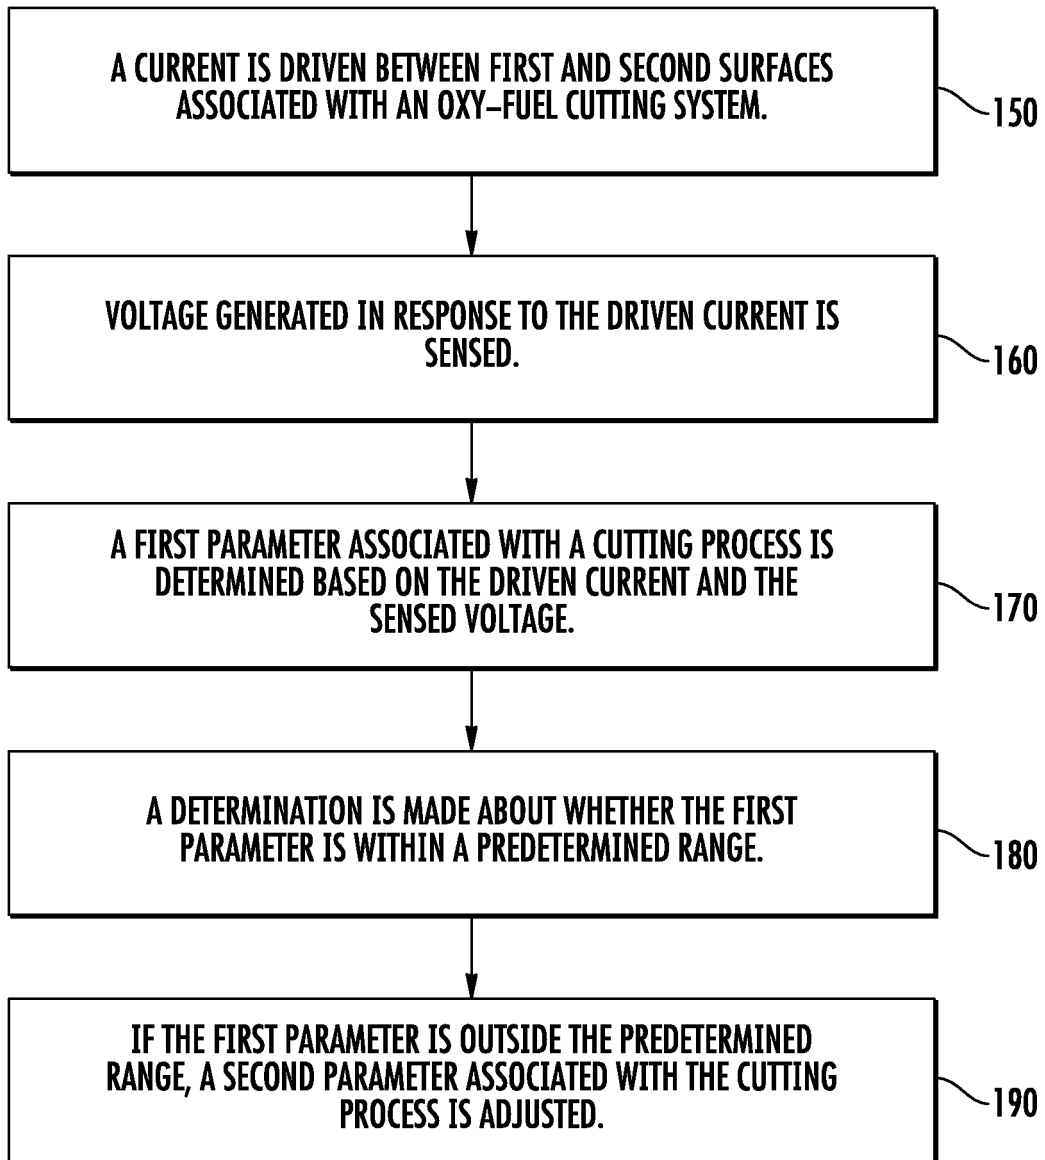 A CURRENT IS DRIVEN BETWEEN FIRST AND SECOND SURFACES
ASSOCIATED WITH AN OXY–FUEL CUTTING SYSTEM.
150
VOLTAGE GENERATED IN RESPONSE TO THE DRIVEN CURRENT IS
SENSED.
160
A FIRST PARAMETER ASSOCIATED WITH A CUTTING PROCESS IS
DETERMINED BASED ON THE DRIVEN CURRENT AND THE
SENSED VOLTAGE.
170
A DETERMINATION IS MADE ABOUT WHETHER THE FIRST
PARAMETER IS WITHIN A PREDETERMINED RANGE.
180
IF THE FIRST PARAMETER IS OUTSIDE THE PREDETERMINED
RANGE, A SECOND PARAMETER ASSOCIATED WITH THE CUTTING
PROCESS IS ADJUSTED.
190